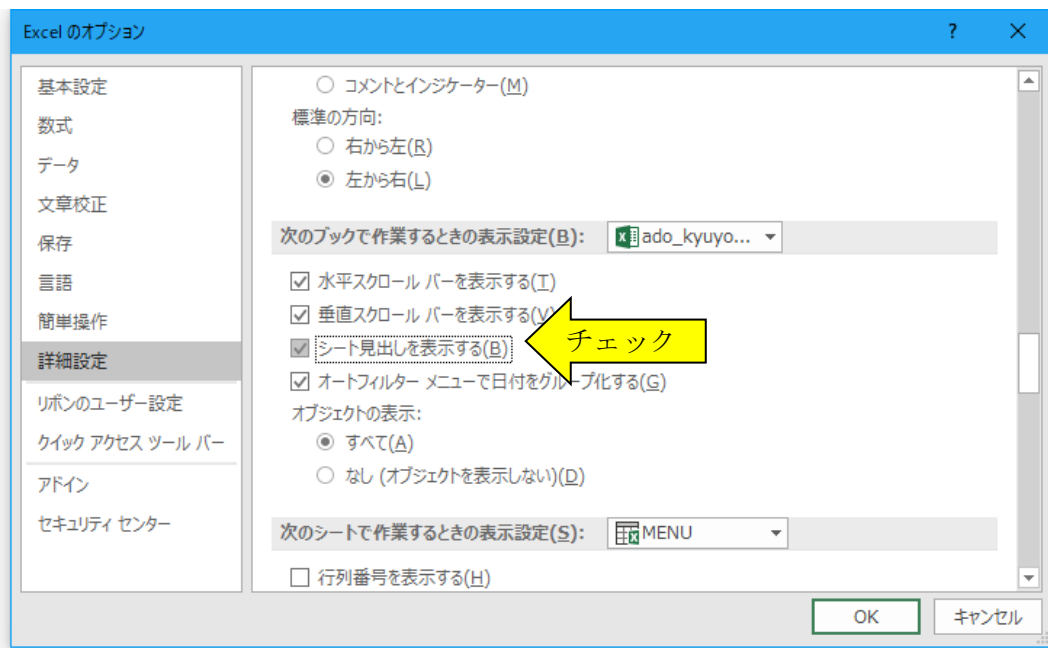 Excel のオプション
?
基本設定
数式
データ
文章校正
保存
言語
簡単操作
詳細設定
リボンのユーザー設定
クイック アクセス ツール バー
アドイン
セキュリティ センター
コメントとインジケーター(M)
標準の方向:
右から左(R)
左から右(L)
次のブックで作業するときの表示設定(B): ado_kyuyo...
水平スクロール バーを表示する(T)
垂直スクロール バーを表示する(V)
シート見出しを表示する(B)
チェック
オートフィルター メニューで日付をグループ化する(G)
オブジェクトの表示:
すべて(A)
なし (オブジェクトを表示しない)(D)
次のシートで作業するときの表示設定(S): MENU
行列番号を表示する(H)
OK
キャンセル